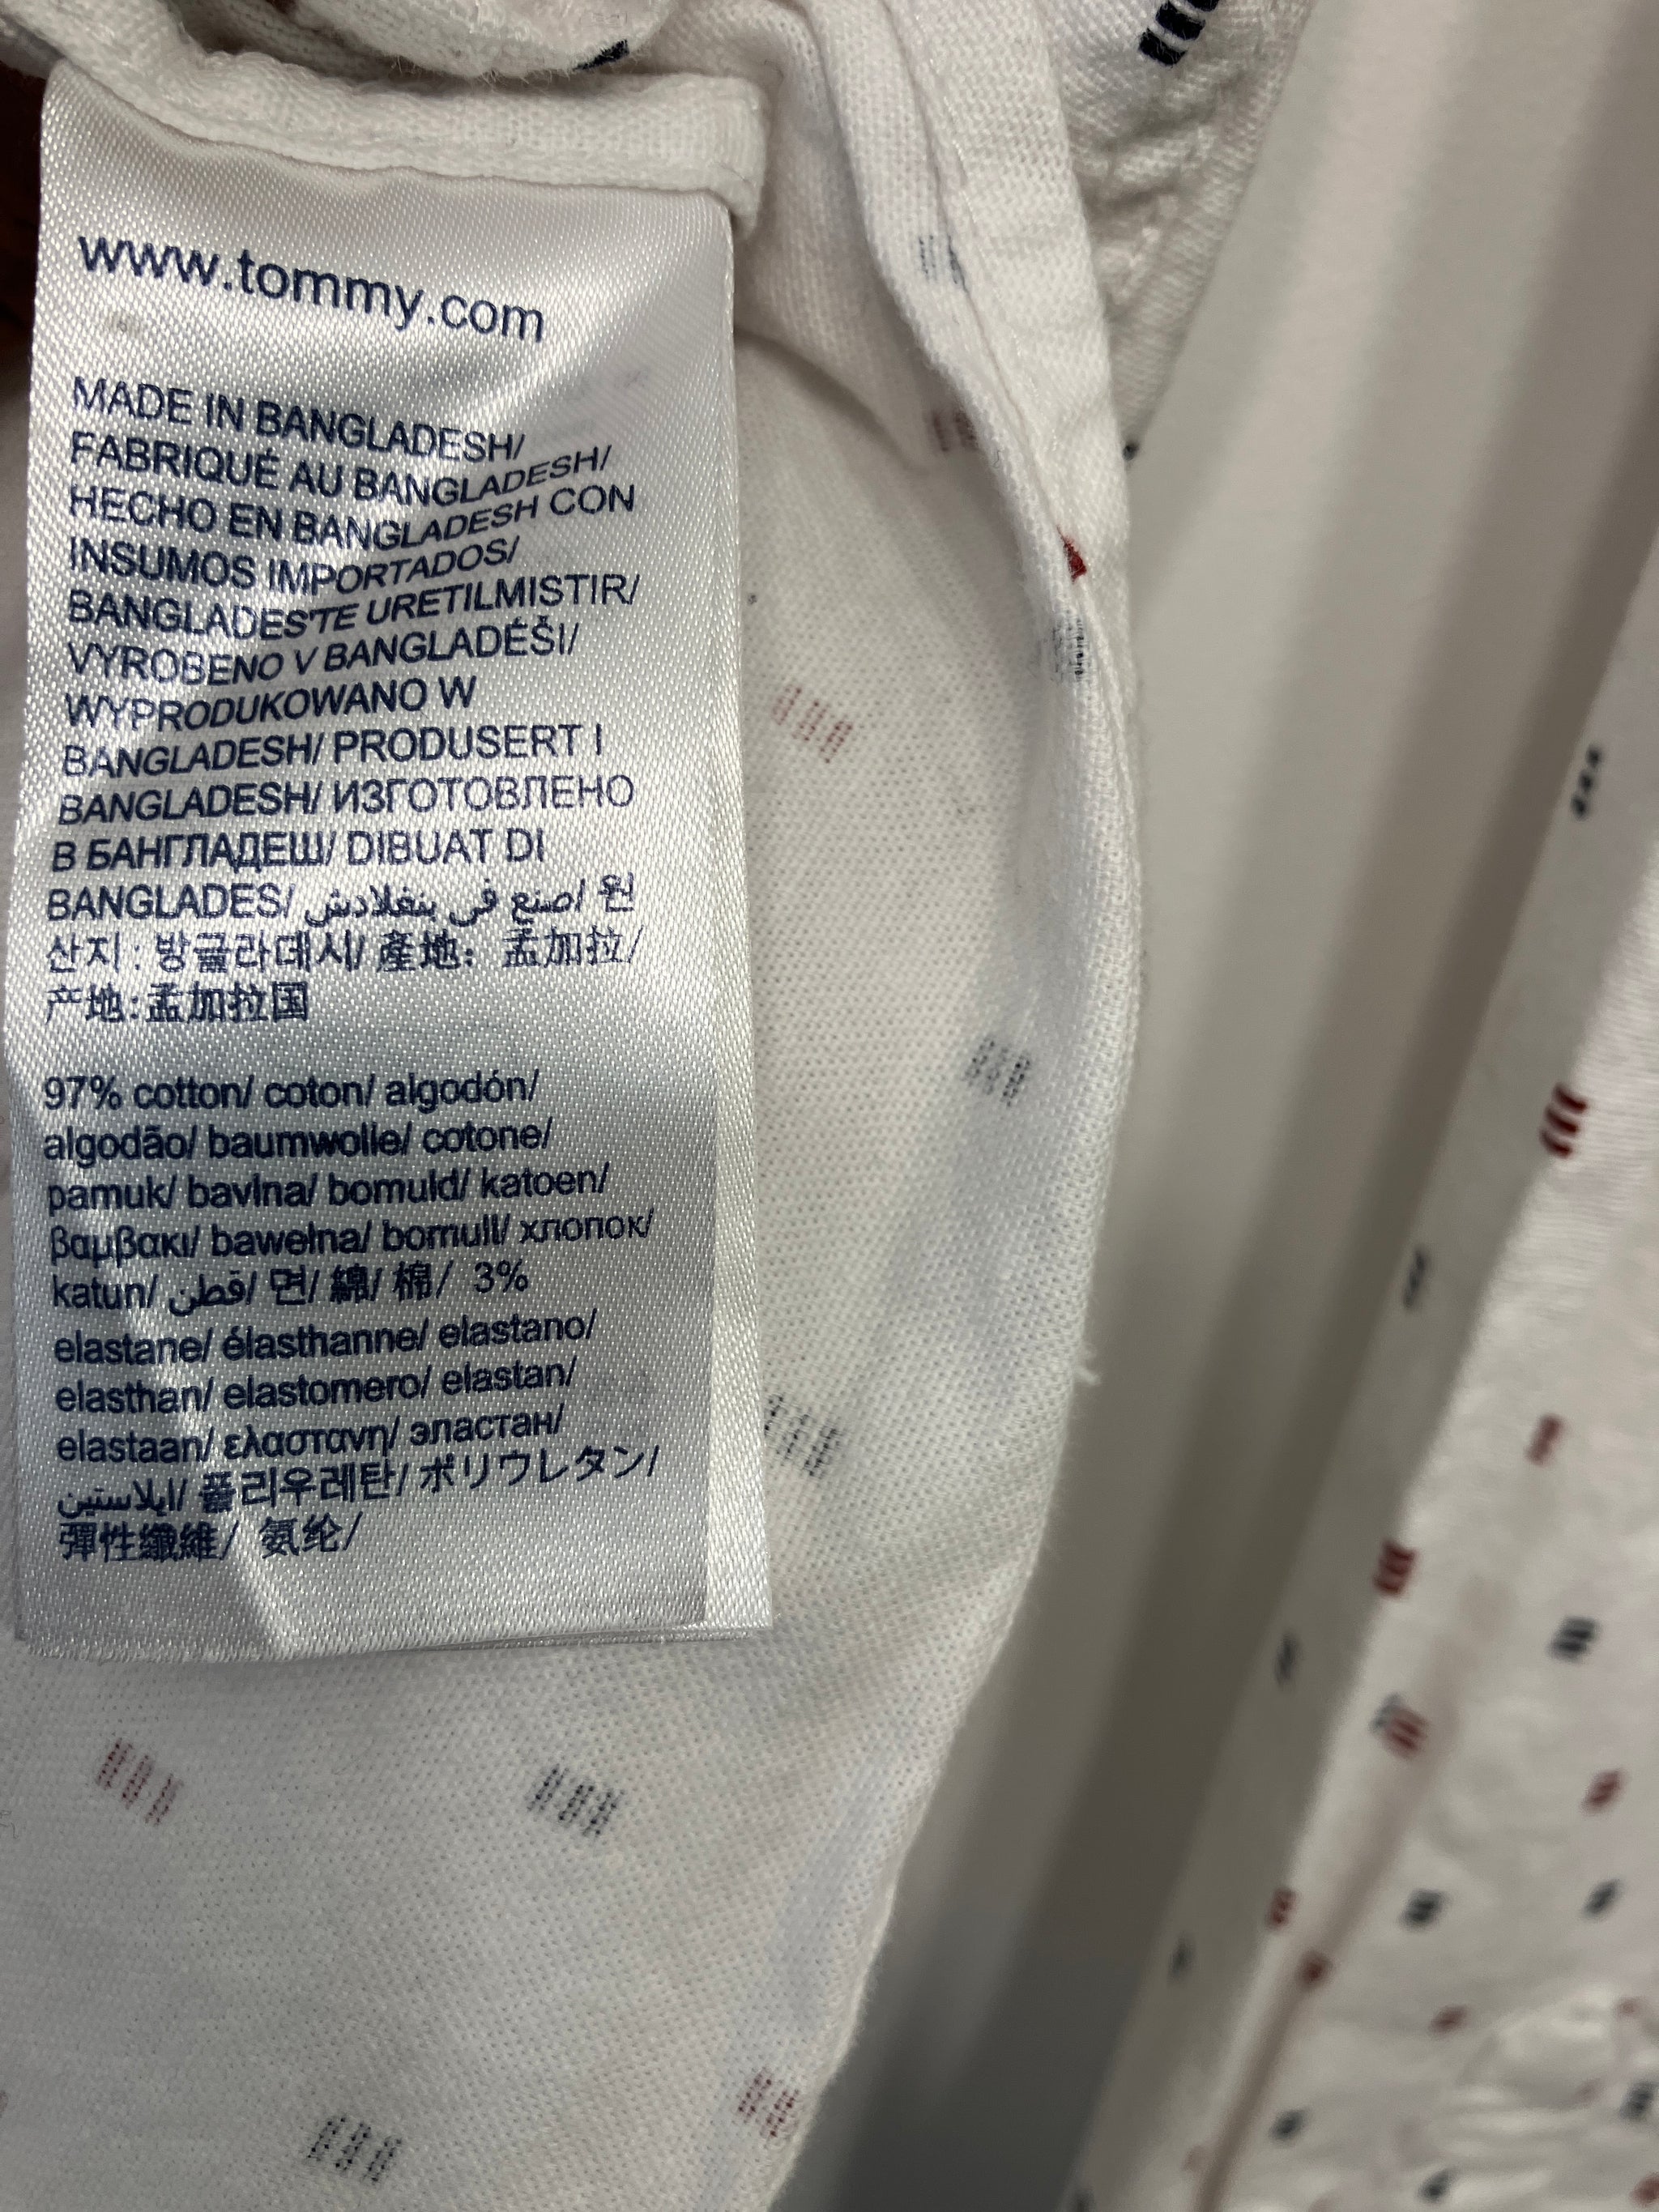 www.tommy.com
MADE IN BANGLADESH/
FABRIQUÉ AU BANGLADESH/
HECHO EN BANGLADESH CON
INSUMOS IMPORTADOS/
BANGLADES'TE URETILMISTIR/
VYROBENO V BANGLADÉŠI/
WYPRODUKOWANO W
BANGLADESH/ PRODUSERT I
BANGLADESH/ ИЗГОТОВЛЕНО
В БАНГЛАДЕШ/ DIBUAT DI
BANGLADES/ صنع في بنغلادش/ 원
산지 : 방글라데시/ 產地: 孟加拉/
产地:孟加拉国
97% cotton/ coton/ algodón/
algodão/ baumwolle/ cotone/
pamuk/ bavlna/ bomuld/ katoen/
βαμβακι/ bawełna/ bomull/ хлопок/
katun/ قطن/ 면/ 綿/ 棉/ 3%
elastane/ élasthanne/ elastano/
elasthan/ elastomero/ elastan/
elastaan/ ελαστανη/ эластан/
ايلاستين/ 폴리우레탄/ ポリウレタン/
彈性纖維/ 氨纶/